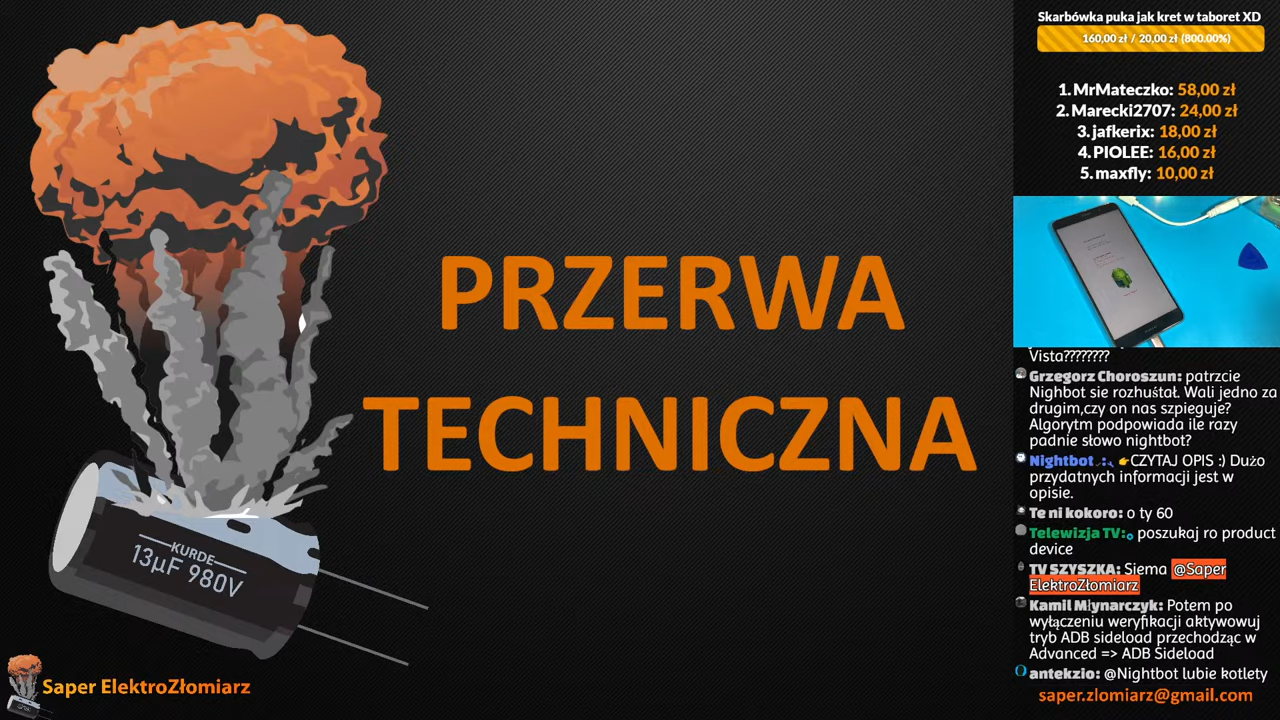 PRZERWA
TECHNICZNA
KURDE
13µF 980V
Saper ElektroZłomiarz
Skarbówka puka jak kret w taboret XD
160,00 zł / 20,00 zł (800.00%)
1. MrMateczko: 58,00 zł
2. Marecki2707: 24,00 zł
3. jafkerix: 18,00 zł
4. PIOLEE: 16,00 zł
5. maxfly: 10,00 zł
Vista????????
Grzegorz Choroszun: patrzcie
Nighbot sie rozhuśtał. Wali jedno za
drugim,czy on nas szpieguje?
Algorytm podpowiada ile razy
padnie słowo nightbot?
Nightbot 👉CZYTAJ OPIS :) Dużo
przydatnych informacji jest w
opisie.
Te ni kokoro: o ty 60
Telewizja TV: poszukaj ro product
device
TV SZYSZKA: Siema @Saper
ElektroZłomiarz
Kamil Młynarczyk: Potem po
wyłączeniu weryfikacji aktywowuj
tryb ADB sideload przechodząc w
Advanced => ADB Sideload
antekzio: @Nightbot lubie kotlety
saper.zlomiarz@gmail.com